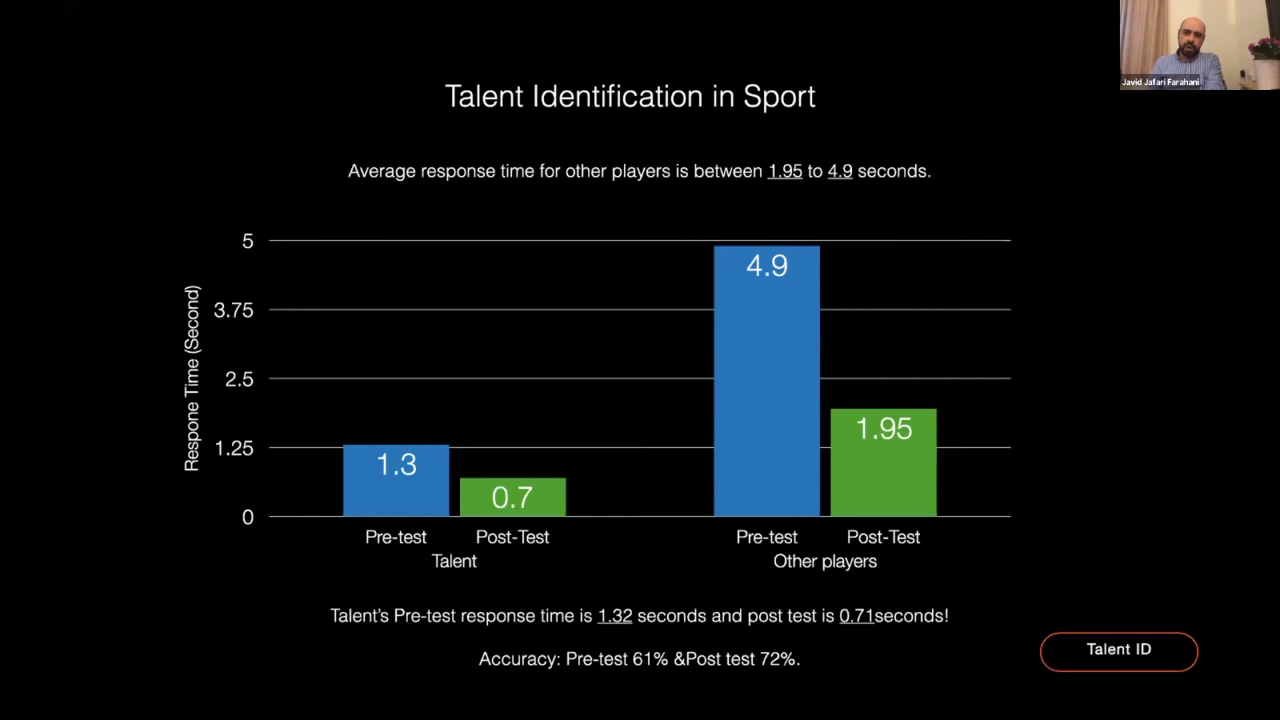 Javid Jafari Farahani
Talent Identification in Sport
Average response time for other players is between 1.95 to 4.9 seconds.
Respone Time (Second)
5
3.75
2.5
1.25
0
1.3
0.7
4.9
1.95
Pre-test
Post-Test
Pre-test
Post-Test
Talent
Other players
Talent’s Pre-test response time is 1.32 seconds and post test is 0.71seconds!
Accuracy: Pre-test 61% &Post test 72%.
Talent ID